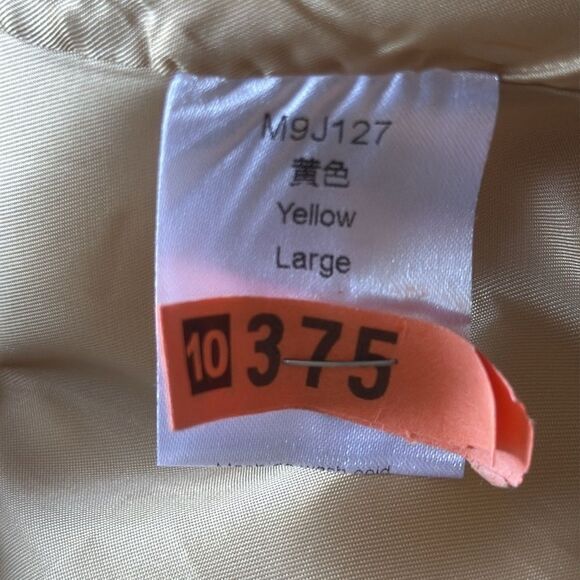 M9J127
黄色
Yellow
Large
10 375